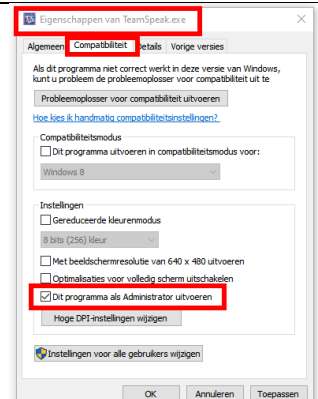 Eigenschappen van TeamSpeak.exe
Algemeen Compatibiliteit Details Vorige versies
Als dit programma niet correct werkt in deze versie van Windows,
kunt u probleem de probleemoplosser voor compatibiliteit uit te
Probleemoplosser voor compatibiliteit uitvoeren
Hoe kies ik handmatig compatibiliteitsinstellingen?
Compatibiliteitsmodus
Dit programma uitvoeren in compatibiliteitsmodus voor:
Windows 8
Instellingen
Gereduceerde kleurenmodus
8 bits (256) kleur
Met beeldschermresolutie van 640 x 480 uitvoeren
Optimalisaties voor volledig scherm uitschakelen
Dit programma als Administrator uitvoeren
Hoge DPI-instellingen wijzigen
Instellingen voor alle gebruikers wijzigen
OK Annuleren Toepassen